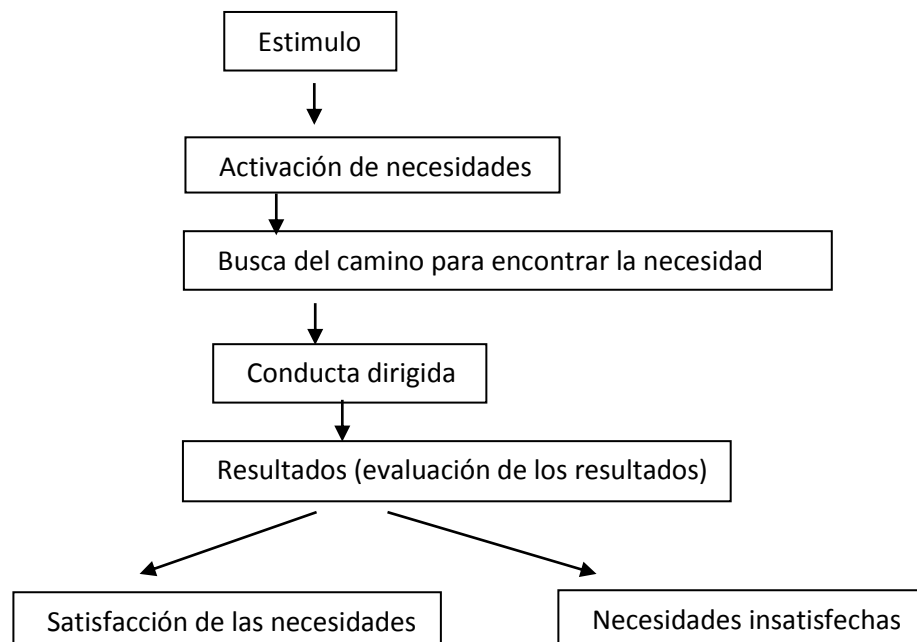 Estimulo
Activación de necesidades
Busca del camino para encontrar la necesidad
Conducta dirigida
Resultados (evaluación de los resultados)
Satisfacción de las necesidades
Necesidades insatisfechas